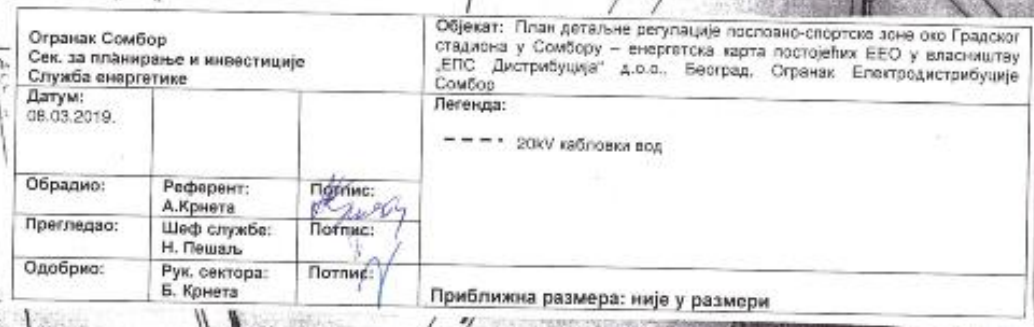 Огранак Сомбор
Сек. за планирање и инвестиције
Служба енергетике
Објекат: План детаљне регулације пословно-спортске зоне око Градског
стадиона у Сомбору – енергетска карта постојећих ЕЕО у власништву
„ЕПС Дистрибуција" д.о.о., Београд, Огранак Електродистрибуције
Сомбор
Датум:
08.03.2019.
Легенда:
20kV кабловки вод
Обрадио:
Референт:
А.Крнета
Потпис:
Прегледао:
Шеф службе:
Н. Пешаљ
Потпис:
Одобрио:
Рук. сектора:
Б. Крнета
Потпис:
Приближна размера: није у размери